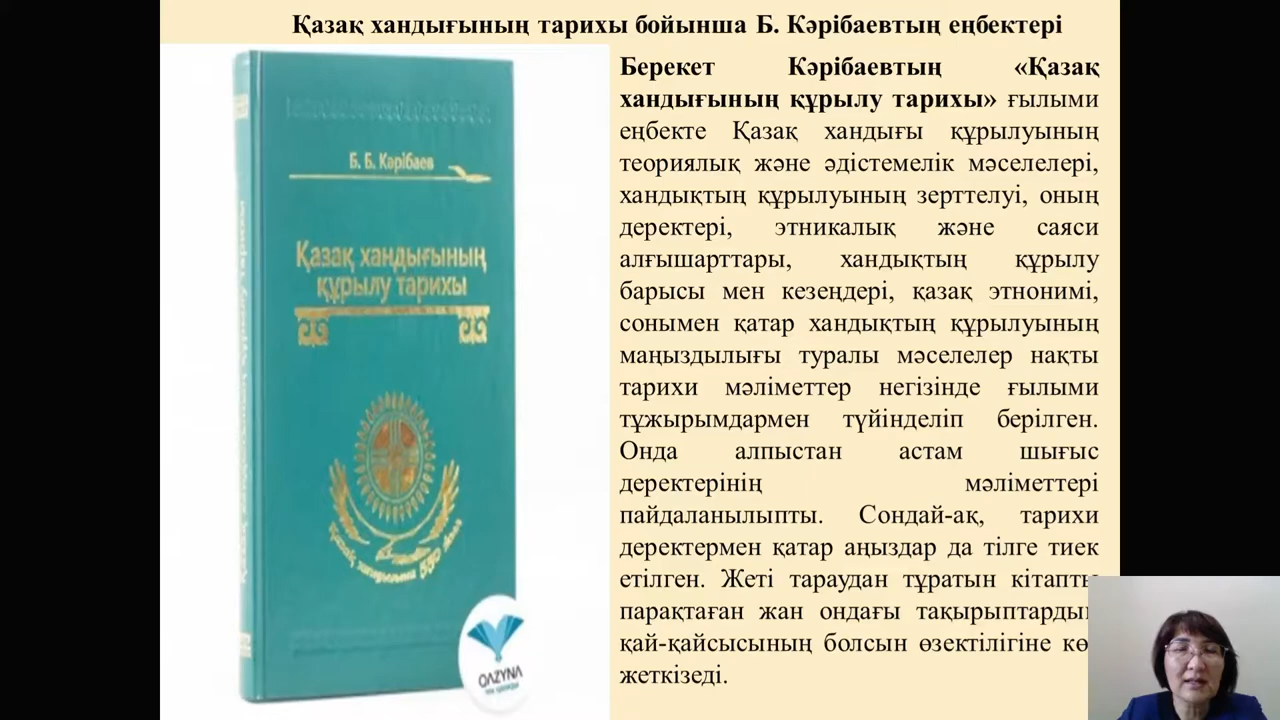 Қазақ хандығының тарихы бойынша Б. Кәрібаевтың еңбектері
Б. Б. Кәрібаев
Қазақ хандығының
құрылу тарихы
Қазақ хандығына 550 жыл
QAZYNA
Берекет Кәрібаевтың «Қазақ
хандығының құрылу тарихы» ғылыми
еңбекте Қазақ хандығы құрылуының
теориялық және әдістемелік мәселелері,
хандықтың құрылуының зерттелуі, оның
деректері, этникалық және саяси
алғышарттары, хандықтың құрылу
барысы мен кезеңдері, қазақ этнонимі,
сонымен қатар хандықтың құрылуының
маңыздылығы туралы мәселелер нақты
тарихи мәліметтер негізінде ғылыми
тұжырымдармен түйінделіп берілген.
Онда алпыстан астам шығыс
деректерінің мәліметтері
пайдаланылыпты. Сондай-ақ, тарихи
деректермен қатар аңыздар да тілге тиек
етілген. Жеті тараудан тұратын кітапты
парақтаған жан ондағы тақырыптардың
қай-қайсысының болсын өзектілігіне көз
жеткізеді.